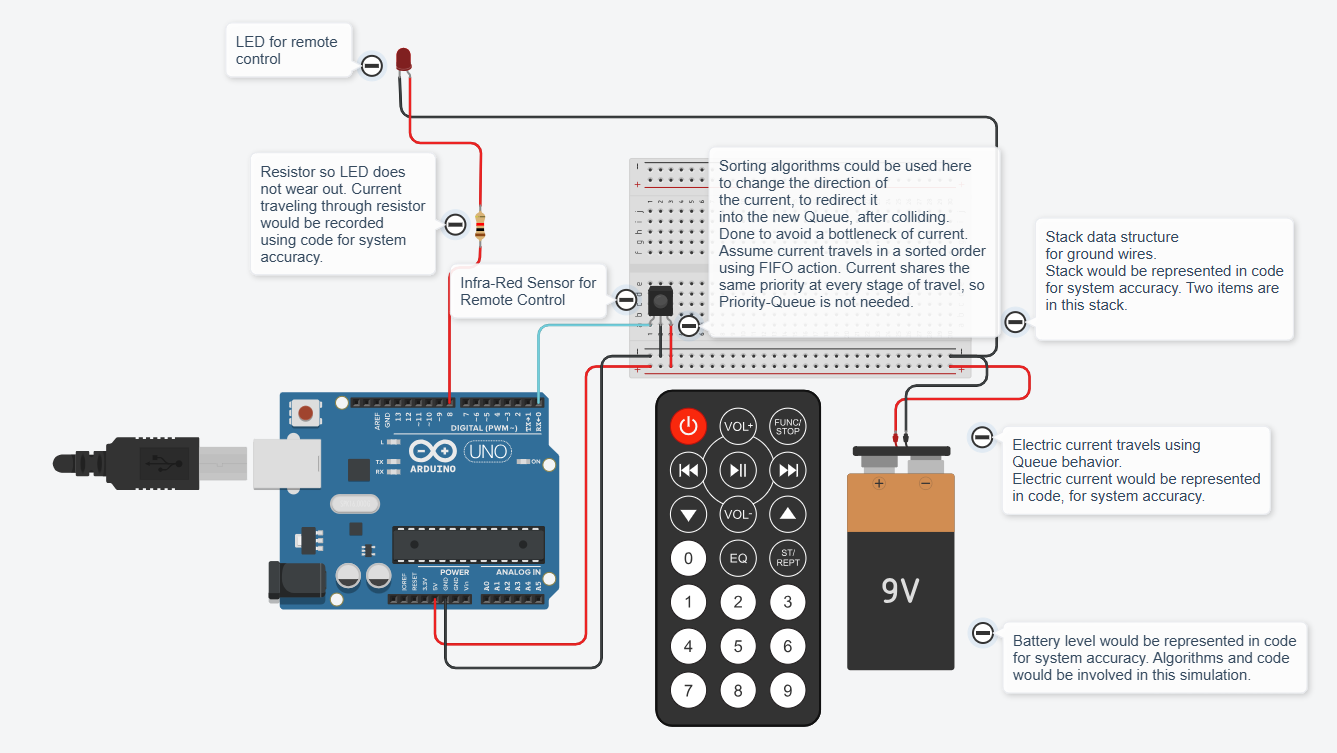 LED for remote
control
Resistor so LED does
not wear out. Current
traveling through resistor
would be recorded
using code for system
accuracy.
Infra-Red Sensor for
Remote Control
Sorting algorithms could be used here
to change the direction of
the current, to redirect it
into the new Queue, after colliding.
Done to avoid a bottleneck of current.
Assume current travels in a sorted order
using FIFO action. Current shares the
same priority at every stage of travel, so
Priority-Queue is not needed.
Stack data structure
for ground wires.
Stack would be represented in code
for system accuracy. Two items are
in this stack.
Electric current travels using
Queue behavior.
Electric current would be represented
in code, for system accuracy.
Battery level would be represented in code
for system accuracy. Algorithms and code
would be involved in this simulation.
AREF
GND
13
12
~11
~10
~9
8
7
~6
~5
4
~3
2
TX→1
RX←0
DIGITAL (PWM~)
L
TX
RX
ARDUINO
UNO
ON
IOREF
RESET
3.3V
5V
GND
GND
Vin
POWER
ANALOG IN
A0
A1
A2
A3
A4
A5
VOL+
FUNC/
STOP
VOL-
0
EQ
ST/
REPT
1 2 3
4 5 6
7 8 9
+ −
9V